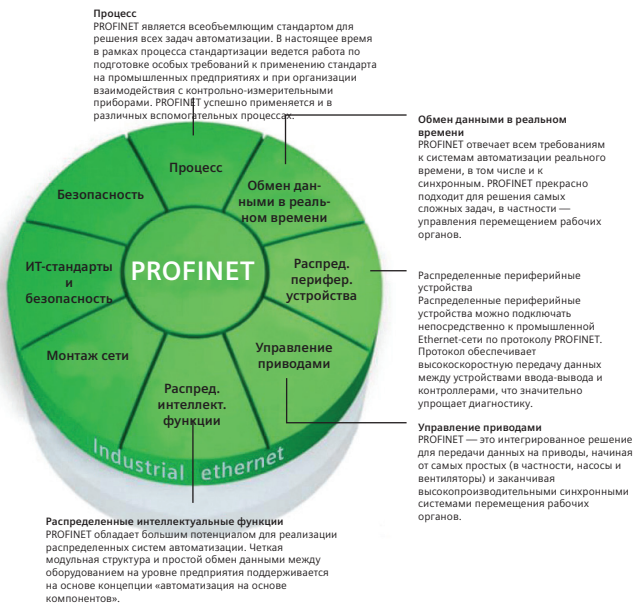 Процесс
PROFINET является всеобъемлющим стандартом для
решения всех задач автоматизации. В настоящее время
в рамках процесса стандартизации ведется работа по
подготовке особых требований к применению стандарта
на промышленных предприятиях и при организации
взаимодействия с контрольно-измерительными
приборами. PROFINET успешно применяется и в
различных вспомогательных процессах.
Обмен данными в реальном
времени
PROFINET отвечает всем требованиям
к системам автоматизации реального
времени, в том числе и к
синхронным. PROFINET прекрасно
подходит для решения самых
сложных задач, в частности —
управления перемещением рабочих
органов.
Процесс
Безопасность
Обмен дан-
ными в реаль-
ном времени
ИТ-стандарты
и
безопасность
PROFINET
Распред.
перифер.
устройства
Монтаж сети
Управление
приводами
Распред.
интеллект.
функции
Industrial ethernet
Распределенные периферийные
устройства
Распределенные периферийные
устройства можно подключать
непосредственно к промышленной
Ethernet-сети по протоколу PROFINET.
Протокол обеспечивает
высокоскоростную передачу данных
между устройствами ввода-вывода и
контроллерами, что значительно
упрощает диагностику.
Управление приводами
PROFINET — это интегрированное решение
для передачи данных на приводы, начиная
от самых простых (в частности, насосы и
вентиляторы) и заканчивая
высокопроизводительными синхронными
системами перемещения рабочих
органов.
Распределенные интеллектуальные функции
PROFINET обладает большим потенциалом для реализации
распределенных систем автоматизации. Четкая
модульная структура и простой обмен данными между
оборудованием на уровне предприятия поддерживается
на основе концепции «автоматизация на основе
компонентов».